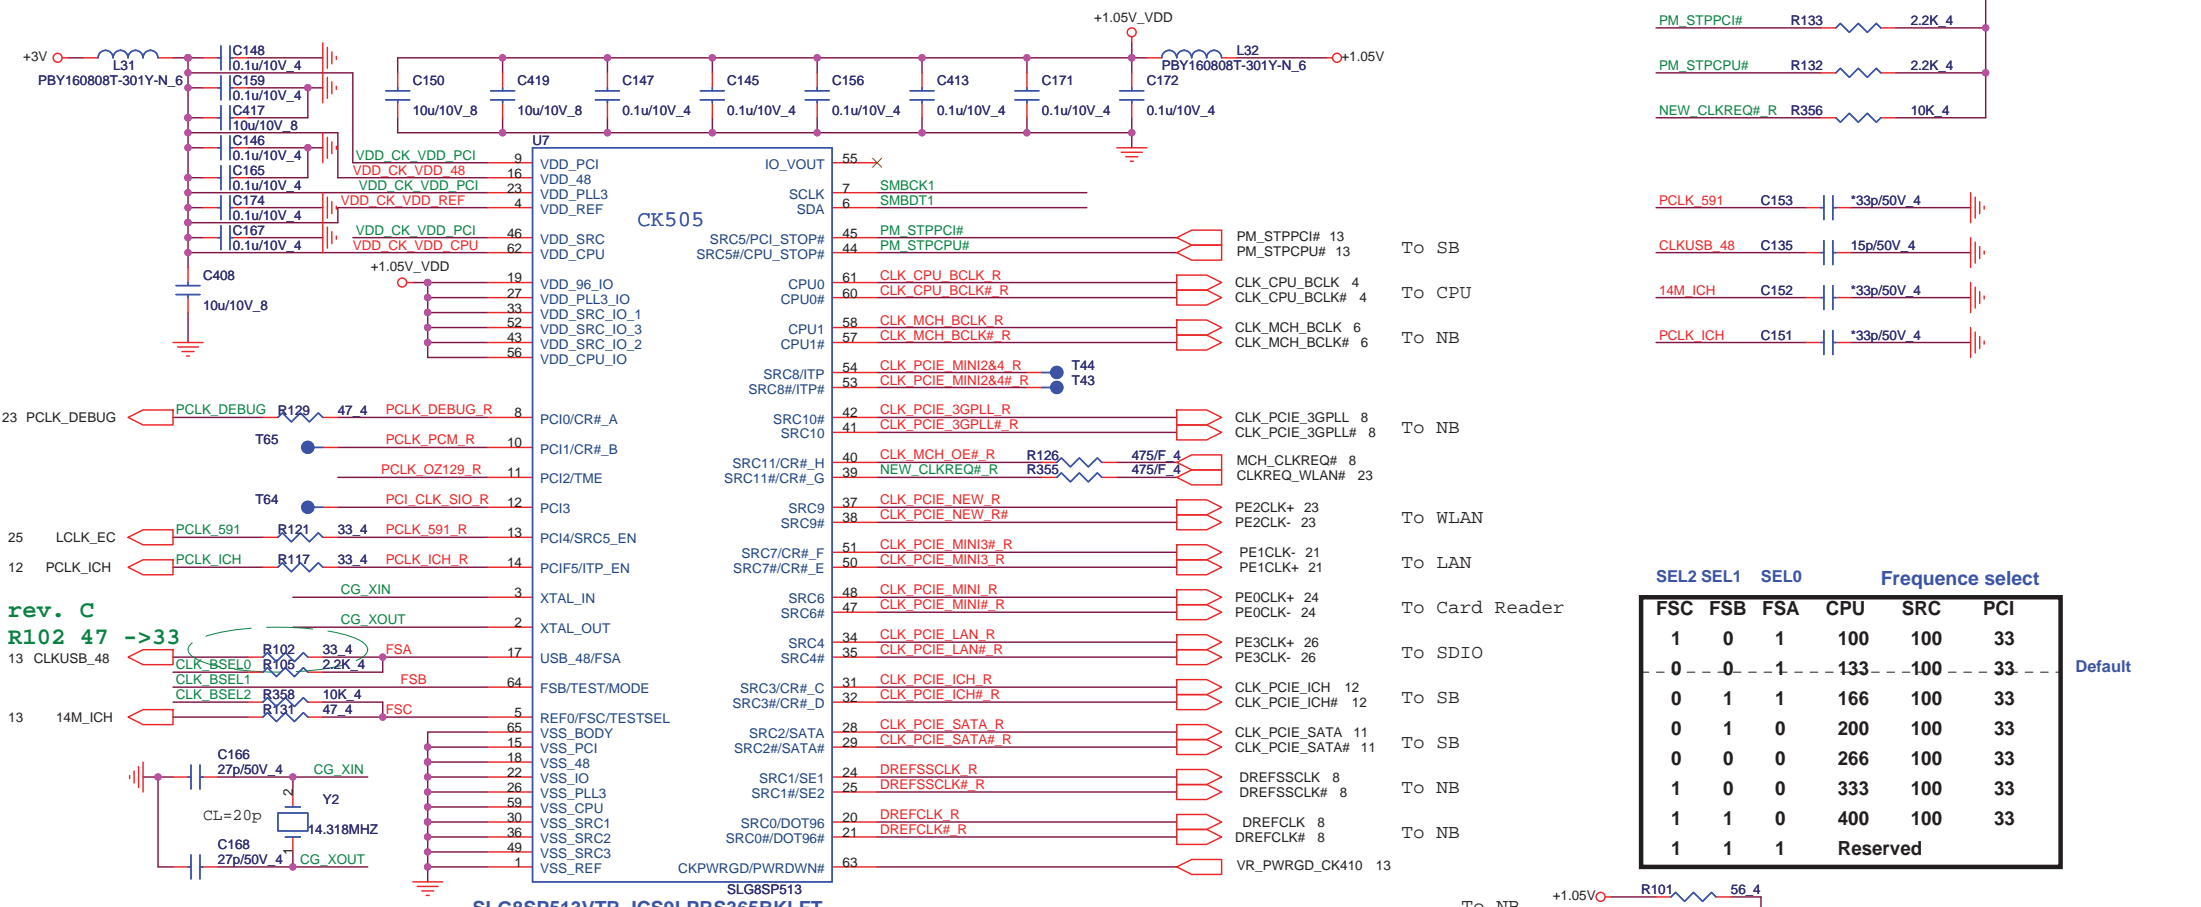 +1.05V_VDD
+3V L31 PBY160808T-301Y-N_6
C148 0.1u/10V_4
C159 0.1u/10V_4
C417 10u/10V_8
C146 0.1u/10V_4
C165 0.1u/10V_4
C174 0.1u/10V_4
C167 0.1u/10V_4
C408 10u/10V_8
C150 10u/10V_8
C419 10u/10V_8
C147 0.1u/10V_4
C145 0.1u/10V_4
C156 0.1u/10V_4
C413 0.1u/10V_4
C171 0.1u/10V_4
C172 0.1u/10V_4
L32 PBY160808T-301Y-N_6 +1.05V
PM_STPPCI# R133 2.2K_4
PM_STPCPU# R132 2.2K_4
NEW_CLKREQ#_R R356 10K_4
PCLK_591 C153 *33p/50V_4
CLKUSB_48 C135 15p/50V_4
14M_ICH C152 *33p/50V_4
PCLK_ICH C151 *33p/50V_4
U7
CK505
VDD_CK_VDD_PCI 9 VDD_PCI
VDD_CK_VDD_48 16 VDD_48
VDD_CK_VDD_PCI 23 VDD_PLL3
VDD_CK_VDD_REF 4 VDD_REF
VDD_CK_VDD_PCI 46 VDD_SRC
VDD_CK_VDD_CPU 62 VDD_CPU
+1.05V_VDD
19 VDD_96_IO
27 VDD_PLL3_IO
33 VDD_SRC_IO_1
52 VDD_SRC_IO_3
43 VDD_SRC_IO_2
56 VDD_CPU_IO
23 PCLK_DEBUG PCLK_DEBUG R129 47_4 PCLK_DEBUG_R 8 PCI0/CR#_A
T65 PCLK_PCM_R 10 PCI1/CR#_B
PCLK_OZ129_R 11 PCI2/TME
T64 PCI_CLK_SIO_R 12 PCI3
25 LCLK_EC PCLK_591 R121 33_4 PCLK_591_R 13 PCI4/SRC5_EN
12 PCLK_ICH PCLK_ICH R117 33_4 PCLK_ICH_R 14 PCIF5/ITP_EN
CG_XIN 3 XTAL_IN
CG_XOUT 2 XTAL_OUT
rev. C
R102 47 ->33
13 CLKUSB_48 R102 33_4 FSA 17 USB_48/FSA
CLK_BSEL0 R105 2.2K_4
CLK_BSEL1 FSB 64 FSB/TEST/MODE
CLK_BSEL2 R358 10K_4
13 14M_ICH R131 47_4 FSC 5 REF0/FSC/TESTSEL
65 VSS_BODY
15 VSS_PCI
18 VSS_48
22 VSS_IO
26 VSS_PLL3
59 VSS_CPU
30 VSS_SRC1
36 VSS_SRC2
49 VSS_SRC3
1 VSS_REF
C166 27p/50V_4 CG_XIN
CL=20p 2 Y2 14.318MHZ 1
C168 27p/50V_4 CG_XOUT
IO_VOUT 55
SCLK 7 SMBCK1
SDA 6 SMBDT1
SRC5/PCI_STOP# 45 PM_STPPCI# PM_STPPCI# 13
SRC5#/CPU_STOP# 44 PM_STPCPU# PM_STPCPU# 13
To SB
CPU0 61 CLK_CPU_BCLK_R CLK_CPU_BCLK 4
CPU0# 60 CLK_CPU_BCLK#_R CLK_CPU_BCLK# 4
To CPU
CPU1 58 CLK_MCH_BCLK_R CLK_MCH_BCLK 6
CPU1# 57 CLK_MCH_BCLK#_R CLK_MCH_BCLK# 6
To NB
SRC8/ITP 54 CLK_PCIE_MINI2&4_R T44
SRC8#/ITP# 53 CLK_PCIE_MINI2&4#_R T43
SRC10# 42 CLK_PCIE_3GPLL_R CLK_PCIE_3GPLL 8
SRC10 41 CLK_PCIE_3GPLL#_R CLK_PCIE_3GPLL# 8
To NB
SRC11/CR#_H 40 CLK_MCH_OE#_R R126 475/F_4 MCH_CLKREQ# 8
SRC11#/CR#_G 39 NEW_CLKREQ#_R R355 475/F_4 CLKREQ_WLAN# 23
SRC9 37 CLK_PCIE_NEW_R PE2CLK+ 23
SRC9# 38 CLK_PCIE_NEW_R# PE2CLK- 23
To WLAN
SRC7/CR#_F 51 CLK_PCIE_MINI3#_R PE1CLK- 21
SRC7#/CR#_E 50 CLK_PCIE_MINI3_R PE1CLK+ 21
To LAN
SRC6 48 CLK_PCIE_MINI_R PE0CLK+ 24
SRC6# 47 CLK_PCIE_MINI#_R PE0CLK- 24
To Card Reader
SRC4 34 CLK_PCIE_LAN_R PE3CLK+ 26
SRC4# 35 CLK_PCIE_LAN#_R PE3CLK- 26
To SDIO
SRC3/CR#_C 31 CLK_PCIE_ICH_R CLK_PCIE_ICH 12
SRC3#/CR#_D 32 CLK_PCIE_ICH#_R CLK_PCIE_ICH# 12
To SB
SRC2/SATA 28 CLK_PCIE_SATA_R CLK_PCIE_SATA 11
SRC2#/SATA# 29 CLK_PCIE_SATA#_R CLK_PCIE_SATA# 11
To SB
SRC1/SE1 24 DREFSSCLK_R DREFSSCLK 8
SRC1#/SE2 25 DREFSSCLK#_R DREFSSCLK# 8
To NB
SRC0/DOT96 20 DREFCLK_R DREFCLK 8
SRC0#/DOT96# 21 DREFCLK#_R DREFCLK# 8
To NB
CKPWRGD/PWRDWN# 63 VR_PWRGD_CK410 13
SLG8SP513
SEL2 SEL1 SEL0 Frequence select
FSC FSB FSA CPU SRC PCI
1 0 1 100 100 33
0 0 1 133 100 33 Default
0 1 1 166 100 33
0 1 0 200 100 33
0 0 0 266 100 33
1 0 0 333 100 33
1 1 0 400 100 33
1 1 1 Reserved
To NB
+1.05V R101 56_4